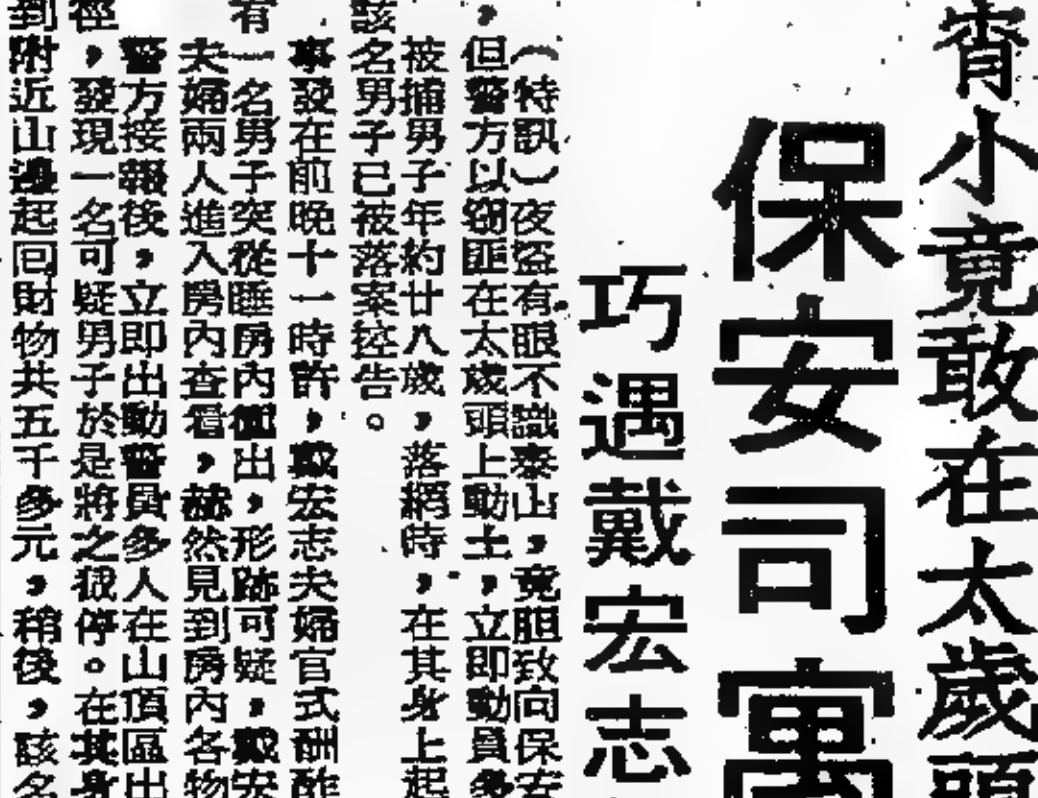 宵小竟敢在太歲頭
保安司寓
巧遇戴宏志
（特訊）夜盜有眼不識泰山，竟胆敢向保安
，但警方以竊匪在太歲頭上動土，立即動員多
被捕男子年約廿八歲，落網時，在其身上起
該名男子已被落案控告。
事發在前晚十一時許，戴宏志夫婦官式酬酢
有一名男子突從睡房內衝出，形跡可疑，戴宏
夫婦兩人進入房內查看，赫然見到房內各物
警方接報後，立即出動警員多人在山頂區出
徑，發現一名可疑男子於是將之截停。在其身
到附近山邊起回財物共五千多元，稍後，該名